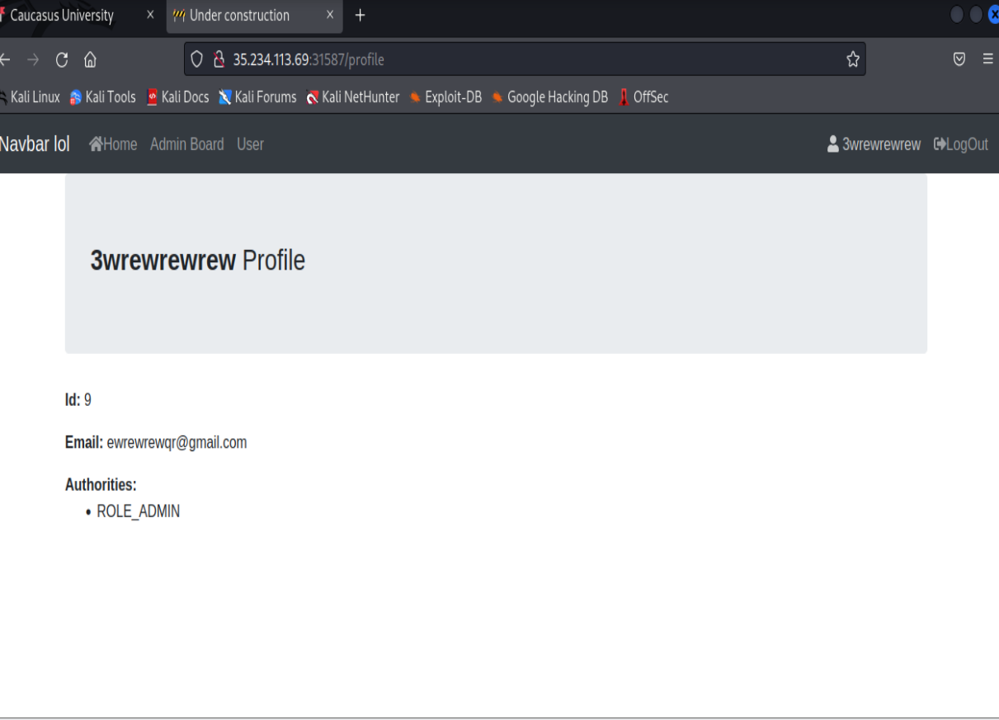 Caucasus University
Under construction
35.234.113.69:31587/profile
Kali Linux Kali Tools Kali Docs Kali Forums Kali NetHunter Exploit-DB Google Hacking DB OffSec
Navbar lol Home Admin Board User 3wrewrewrew LogOut
3wrewrewrew Profile
Id: 9
Email: ewrewrewqr@gmail.com
Authorities:
• ROLE_ADMIN